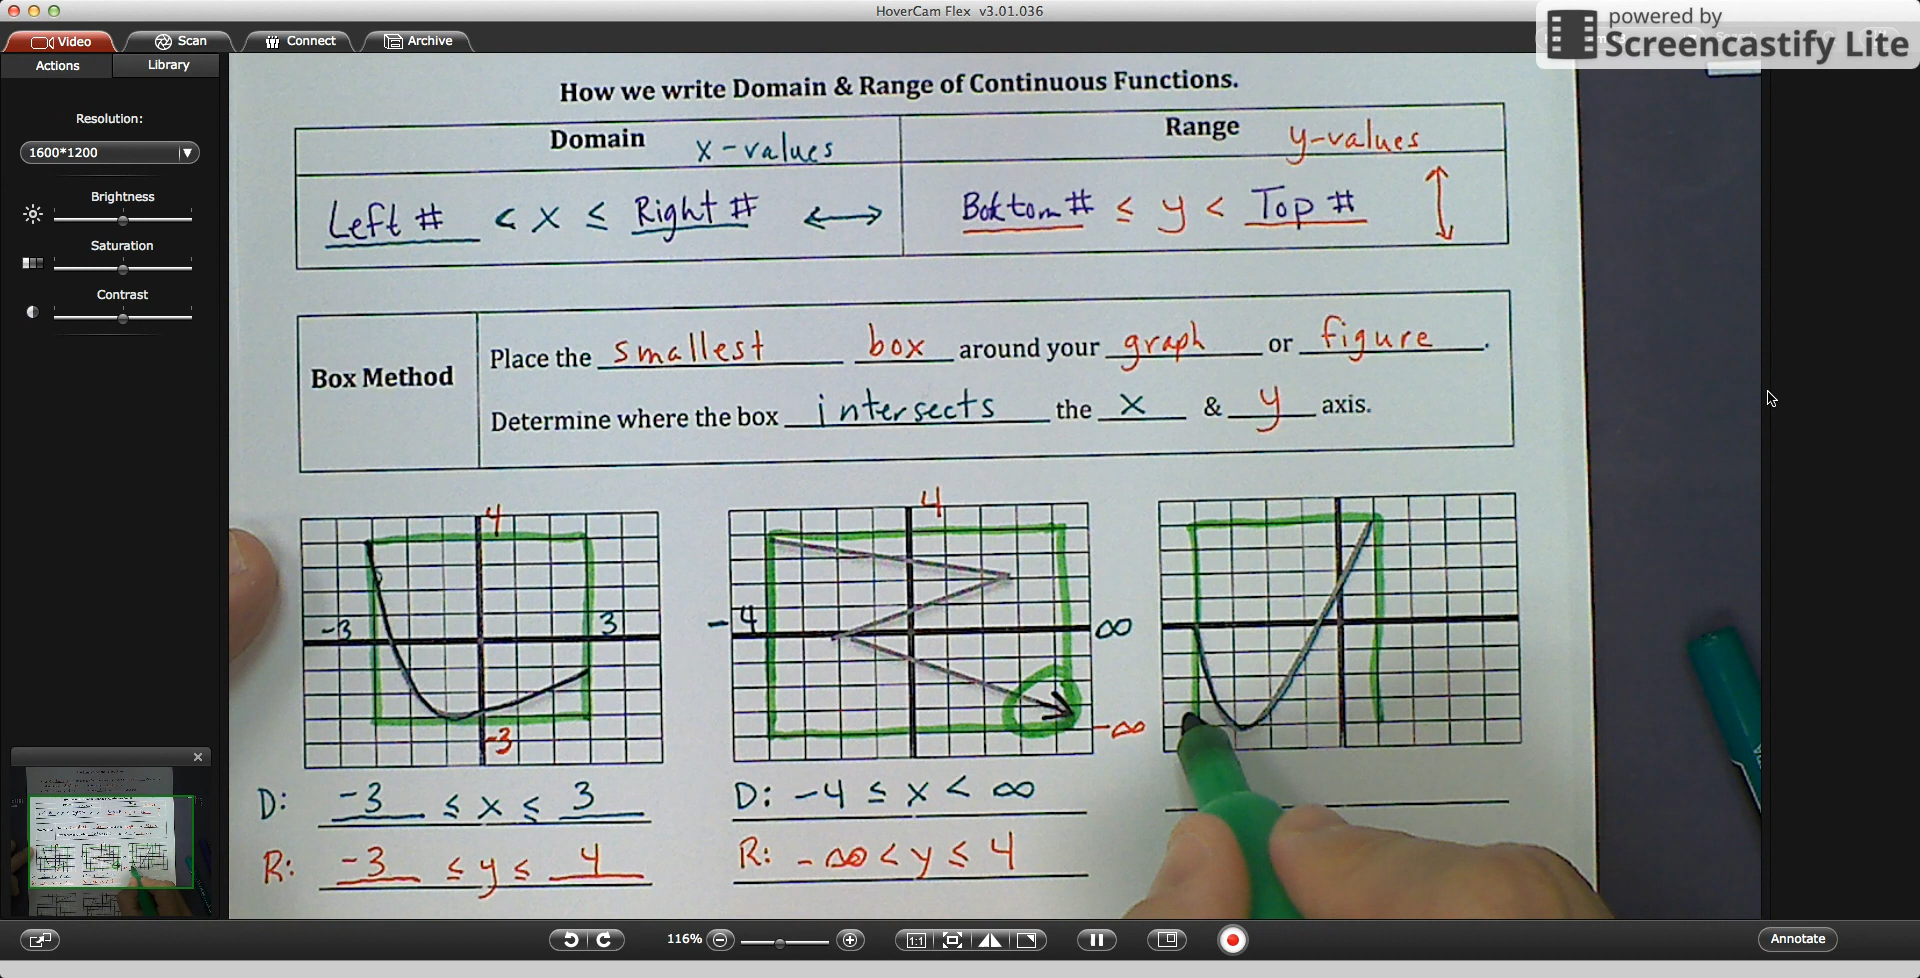 HoverCam Flex v3.01.036
powered by
Screencastify Lite
Video Scan Connect Archive
Actions Library
Resolution:
1600*1200
Brightness
Saturation
Contrast
How we write Domain & Range of Continuous Functions.
Domain x-values Range y-values
Left # < x ≤ Right # Bottom # ≤ y < Top #
Box Method
Place the smallest box around your graph or figure.
Determine where the box intersects the x & y axis.
4 4
-3 3 -4 ∞
-3 -∞
D: -3 ≤ x ≤ 3 D: -4 ≤ x < ∞
R: -3 ≤ y ≤ 4 R: -∞ < y ≤ 4
116% 1:1 Annotate